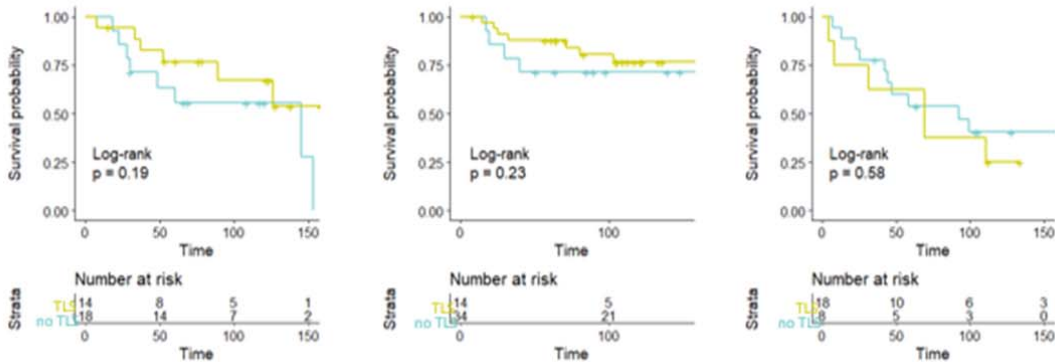 1.00
0.75
0.50
0.25
0.00
Survival probability
Log-rank
p = 0.19
0
50
100
150
Time
Number at risk
Strata
TLS
14
8
5
1
no TLS
18
14
7
2
0
50
100
150
Time
1.00
0.75
0.50
0.25
0.00
Survival probability
Log-rank
p = 0.23
0
100
Time
Number at risk
Strata
TLS
14
5
no TLS
34
21
0
100
Time
1.00
0.75
0.50
0.25
0.00
Survival probability
Log-rank
p = 0.58
0
50
100
150
Time
Number at risk
Strata
TLS
18
10
6
3
no TLS
8
5
3
0
0
50
100
150
Time